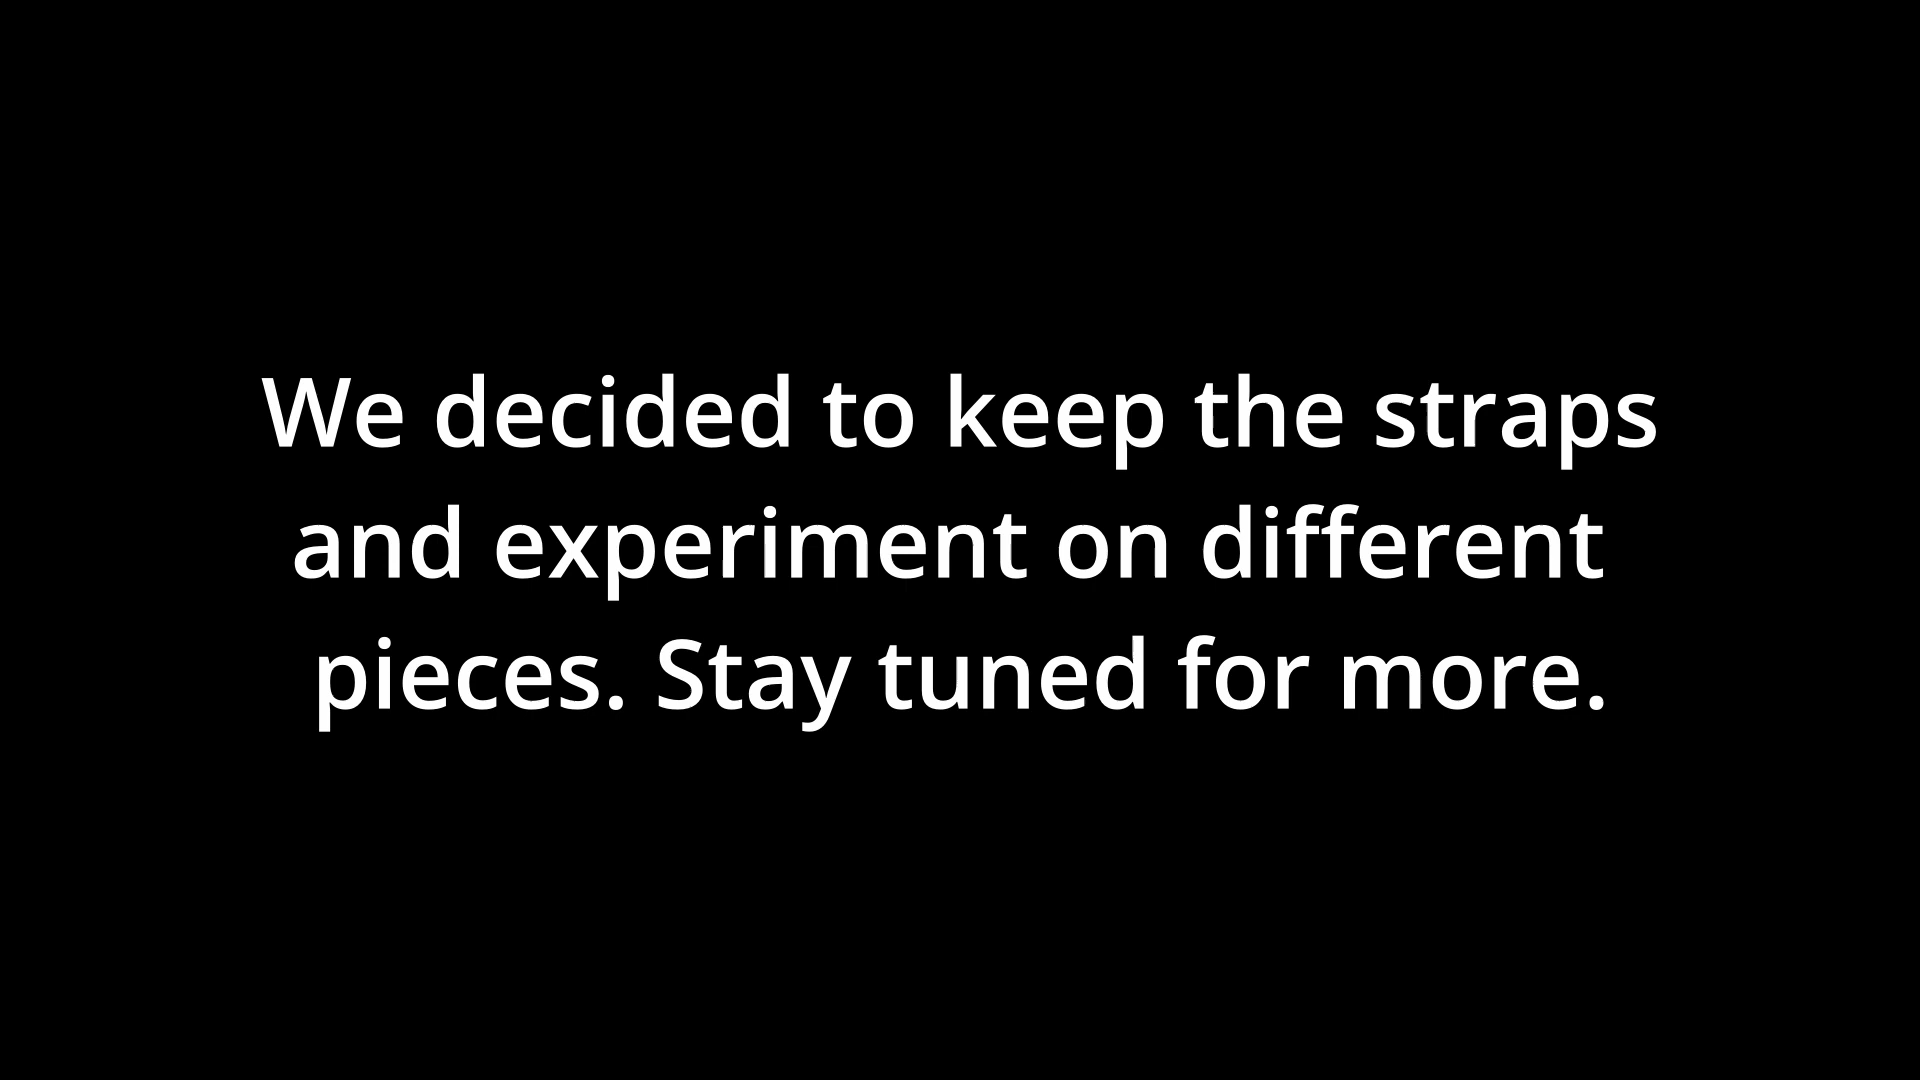 We decided to keep the straps
and experiment on different
pieces. Stay tuned for more.